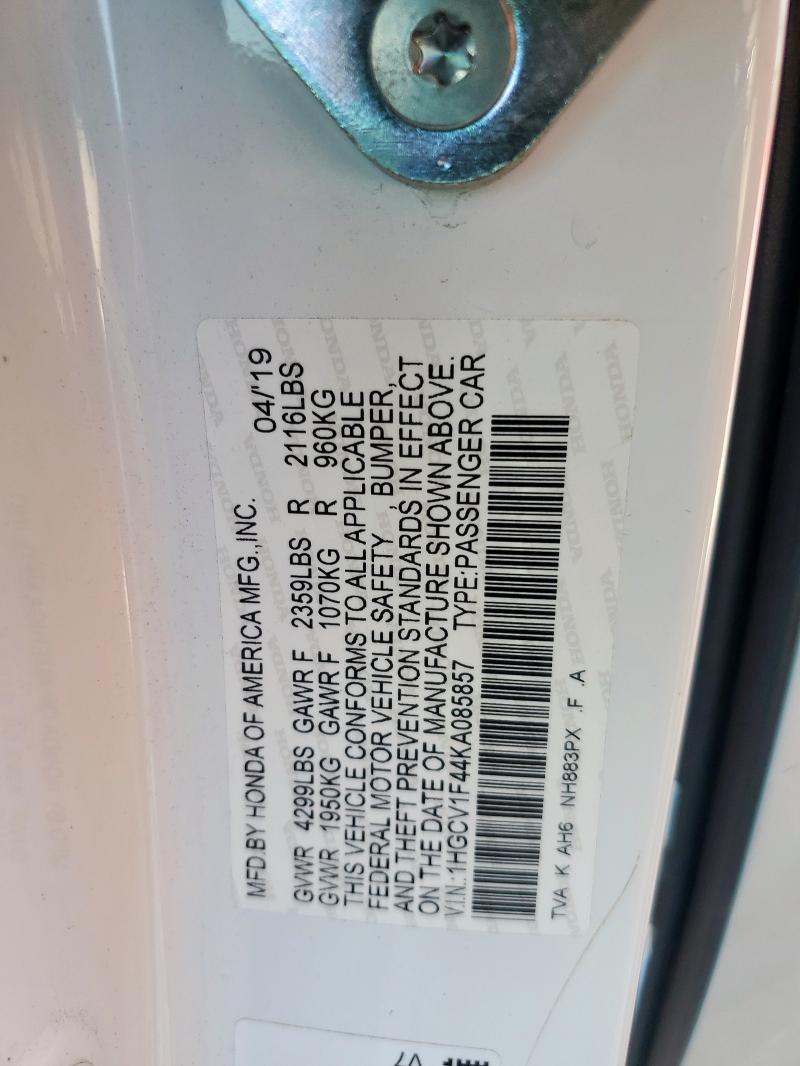 MFD.BY HONDA OF AMERICA MFG.,INC. 04/'19
GVWR 4299LBS GAWR F 2359LBS R 2116LBS
GVWR 1950KG GAWR F 1070KG R 960KG
THIS VEHICLE CONFORMS TO ALL APPLICABLE
FEDERAL MOTOR VEHICLE SAFETY, BUMPER,
AND THEFT PREVENTION STANDARDS IN EFFECT
ON THE DATE OF MANUFACTURE SHOWN ABOVE.
V.I.N.:1HGCV1F44KA085857 TYPE:PASSENGER CAR
TVA K AH6 NH883PX .F .A